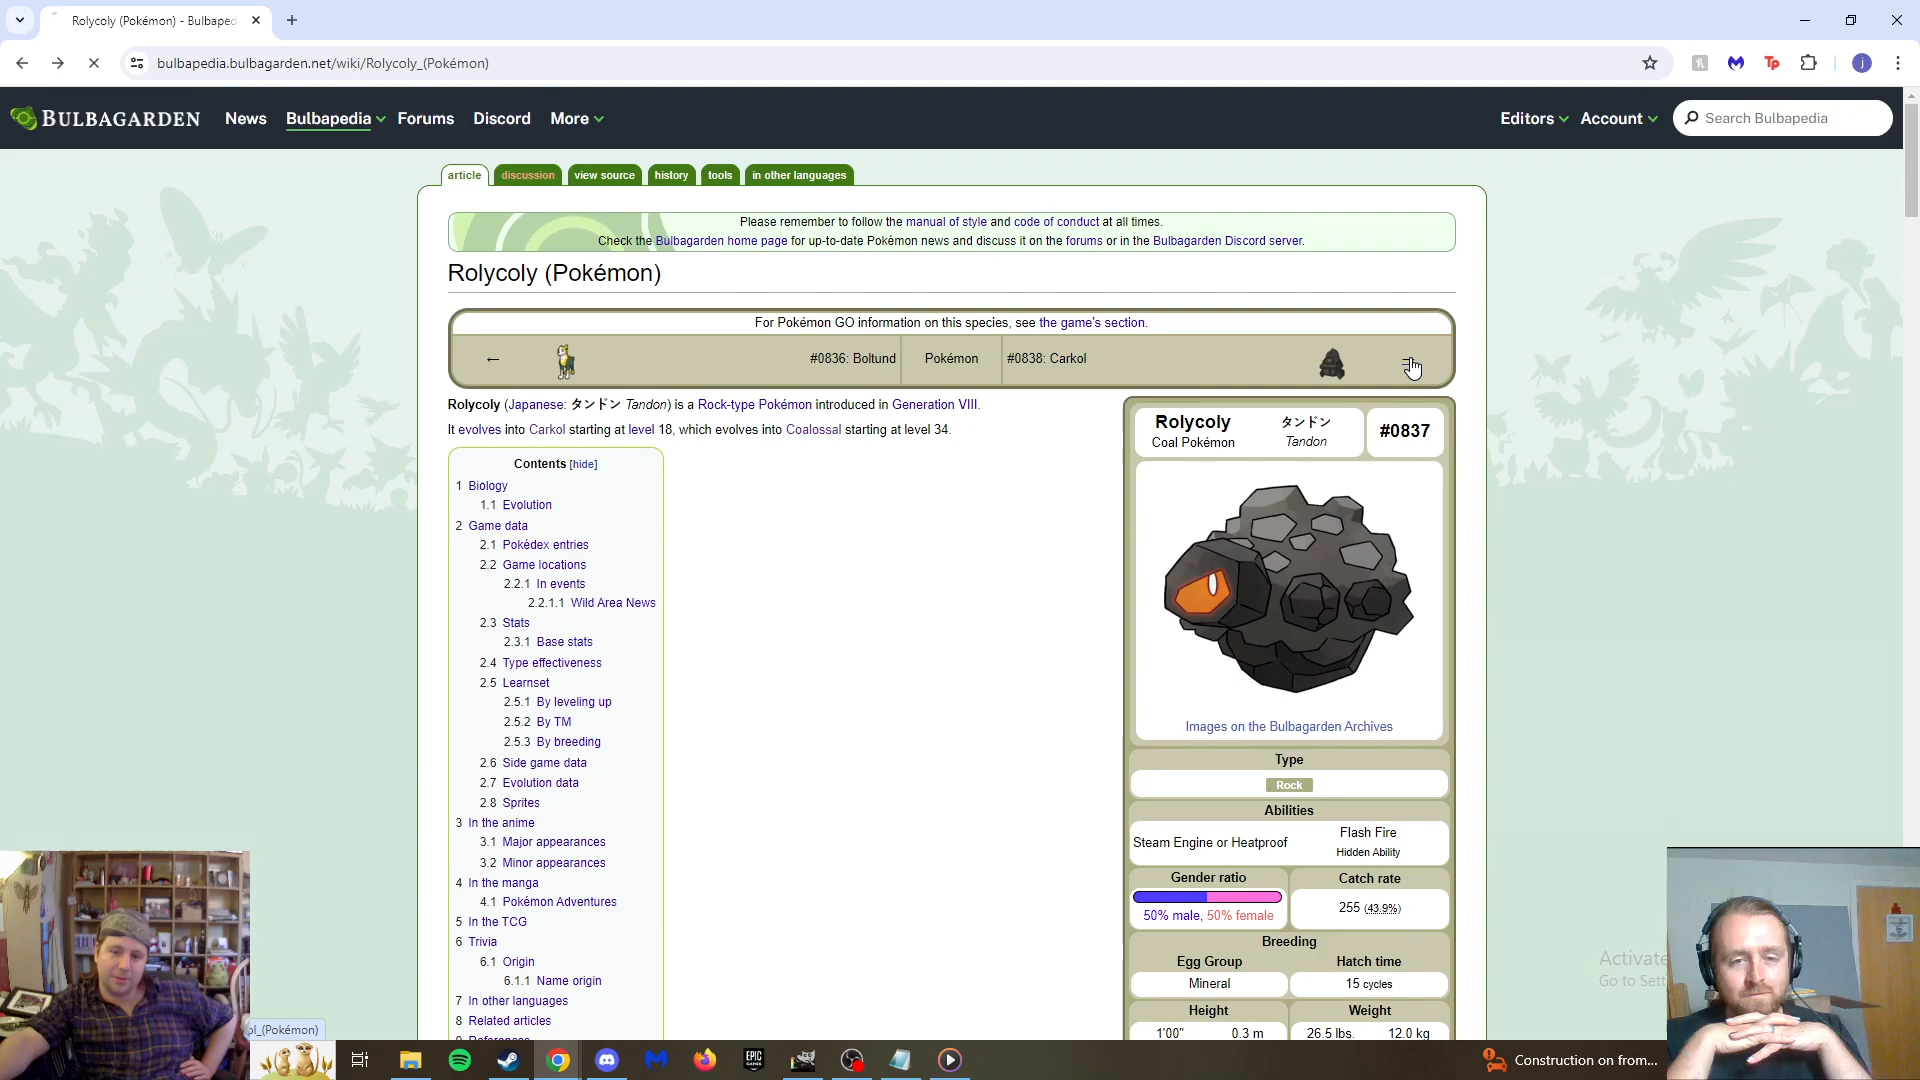 Rolycoly (Pokémon) - Bulbaped
bulbapedia.bulbagarden.net/wiki/Rolycoly_(Pokémon)
j
BULBAGARDEN
News
Bulbapedia
Forums
Discord
More
Editors
Account
Search Bulbapedia
article
discussion
view source
history
tools
in other languages
Please remember to follow the manual of style and code of conduct at all times.
Check the Bulbagarden home page for up-to-date Pokémon news and discuss it on the forums or in the Bulbagarden Discord server.
Rolycoly (Pokémon)
For Pokémon GO information on this species, see the game's section.
← #0836: Boltund Pokémon #0838: Carkol
Rolycoly (Japanese: タンドン Tandon) is a Rock-type Pokémon introduced in Generation VIII.
It evolves into Carkol starting at level 18, which evolves into Coalossal starting at level 34.
Contents [hide]
1 Biology
1.1 Evolution
2 Game data
2.1 Pokédex entries
2.2 Game locations
2.2.1 In events
2.2.1.1 Wild Area News
2.3 Stats
2.3.1 Base stats
2.4 Type effectiveness
2.5 Learnset
2.5.1 By leveling up
2.5.2 By TM
2.5.3 By breeding
2.6 Side game data
2.7 Evolution data
2.8 Sprites
3 In the anime
3.1 Major appearances
3.2 Minor appearances
4 In the manga
4.1 Pokémon Adventures
5 In the TCG
6 Trivia
6.1 Origin
6.1.1 Name origin
7 In other languages
8 Related articles
9 References
Rolycoly タンドン #0837
Coal Pokémon Tandon
Images on the Bulbagarden Archives
Type
Rock
Abilities
Steam Engine or Heatproof
Flash Fire
Hidden Ability
Gender ratio
50% male, 50% female
Catch rate
255 (43.9%)
Breeding
Egg Group
Mineral
Hatch time
15 cycles
Height
1'00" 0.3 m
Weight
26.5 lbs. 12.0 kg
Activate
Go to Sett
ol_(Pokémon)
EPIC
GAMES
Construction on from...